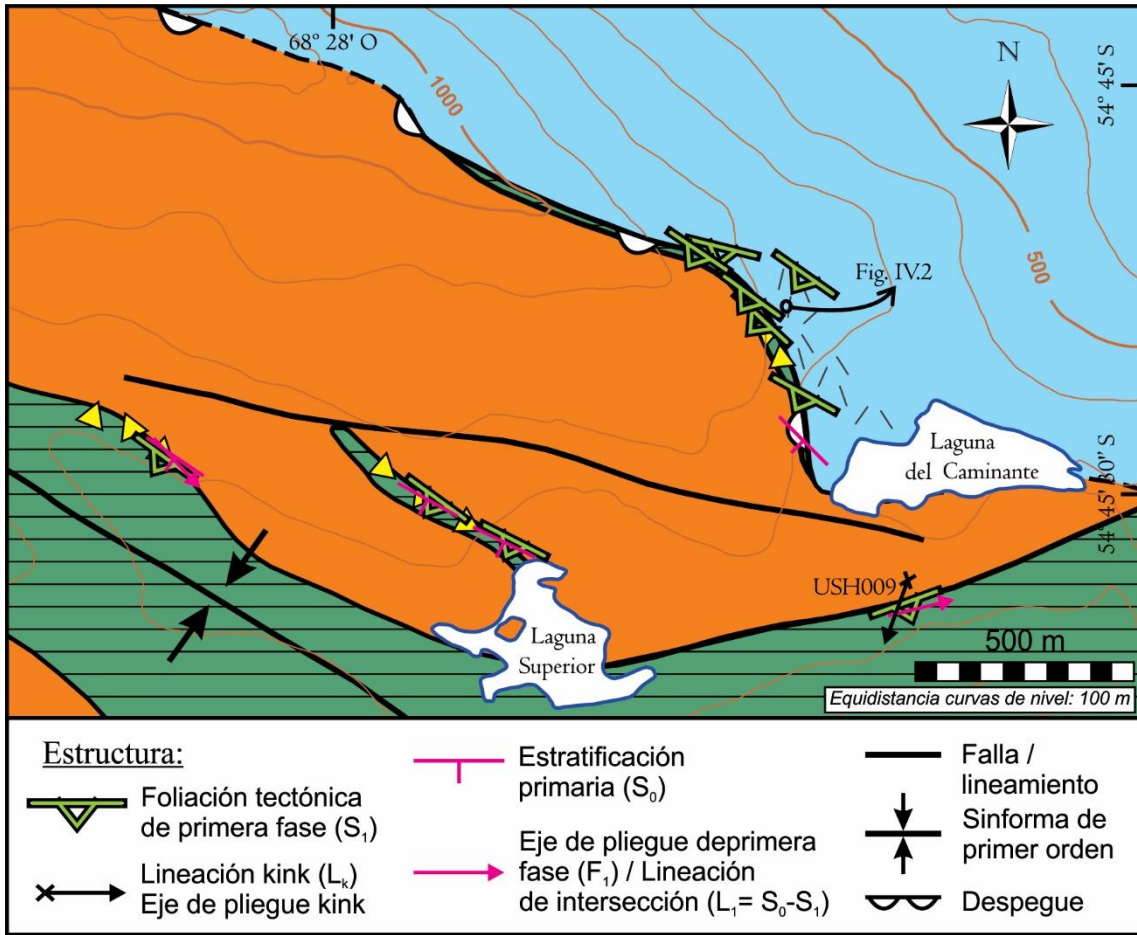 68° 28' O
54° 45' S
N
1000
500
Fig. IV.2
Laguna
del Caminante
54° 45' 30" S
USH009
Laguna
Superior
500 m
Equidistancia curvas de nivel: 100 m
Estructura:
Foliación tectónica
de primera fase (S₁)
Lineación kink (Lₖ)
Eje de pliegue kink
Estratificación
primaria (S₀)
Eje de pliegue deprimera
fase (F₁) / Lineación
de intersección (L₁= S₀-S₁)
Falla /
lineamiento
Sinforma de
primer orden
Despegue